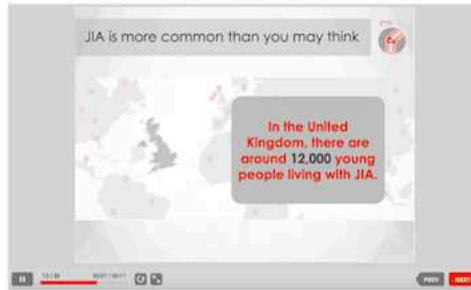 JIA is more common than you may think
In the United
Kingdom, there are
around 12,000 young
people living with JIA.
PREV
NEXT